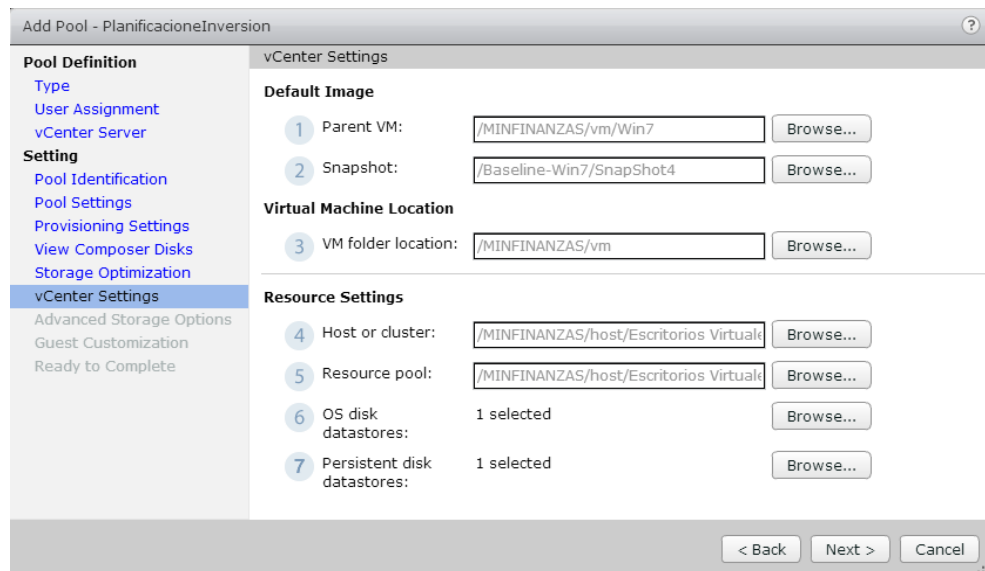 Add Pool - PlanificacioneInversion
?
Pool Definition
Type
User Assignment
vCenter Server
Setting
Pool Identification
Pool Settings
Provisioning Settings
View Composer Disks
Storage Optimization
vCenter Settings
Advanced Storage Options
Guest Customization
Ready to Complete
vCenter Settings
Default Image
1 Parent VM: /MINFINANZAS/vm/Win7 Browse...
2 Snapshot: /Baseline-Win7/SnapShot4 Browse...
Virtual Machine Location
3 VM folder location: /MINFINANZAS/vm Browse...
Resource Settings
4 Host or cluster: /MINFINANZAS/host/Escritorios Virtuale Browse...
5 Resource pool: /MINFINANZAS/host/Escritorios Virtuale Browse...
6 OS disk 1 selected Browse...
datastores:
7 Persistent disk 1 selected Browse...
datastores:
< Back Next > Cancel